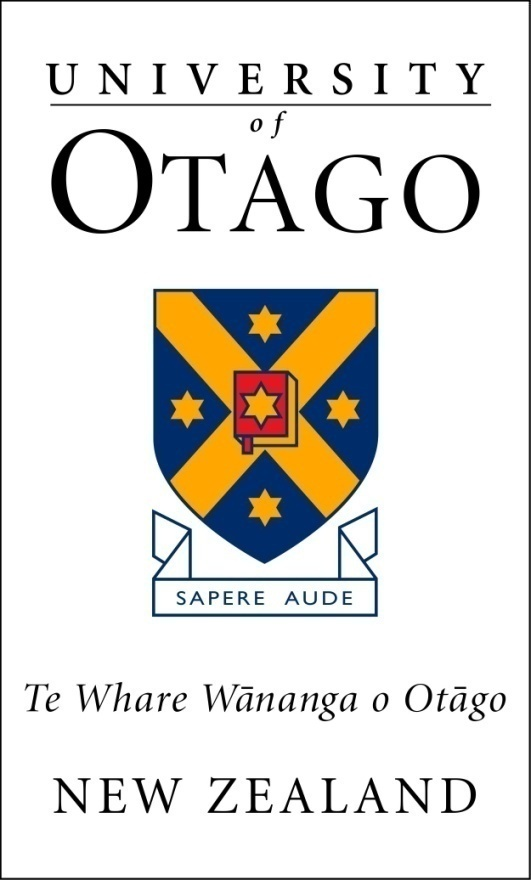 UNIVERSITY
of
OTAGO
SAPERE AUDE
Te Whare Wānanga o Otāgo
NEW ZEALAND